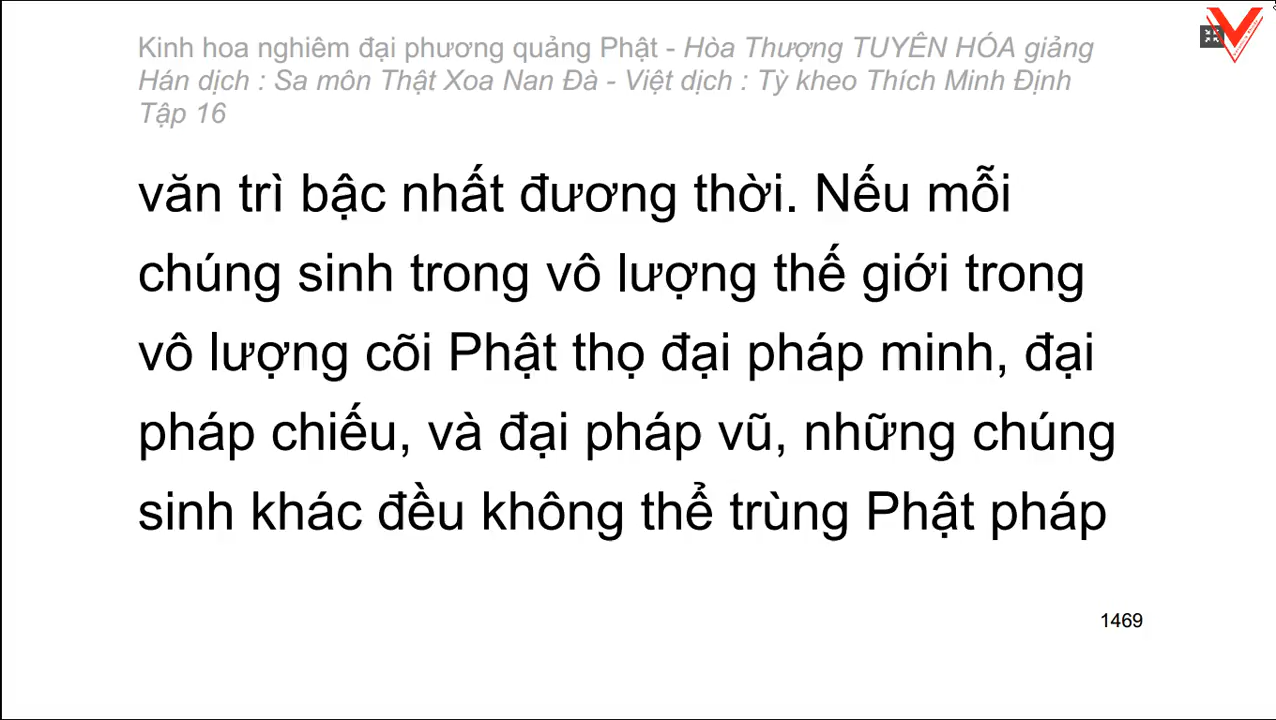 Kinh hoa nghiêm đại phương quảng Phật - Hòa Thượng TUYÊN HÓA giảng
Hán dịch : Sa môn Thật Xoa Nan Đà - Việt dịch : Tỳ kheo Thích Minh Định
Tập 16
văn trì bậc nhất đương thời. Nếu mỗi
chúng sinh trong vô lượng thế giới trong
vô lượng cõi Phật thọ đại pháp minh, đại
pháp chiếu, và đại pháp vũ, những chúng
sinh khác đều không thể trùng Phật pháp
1469